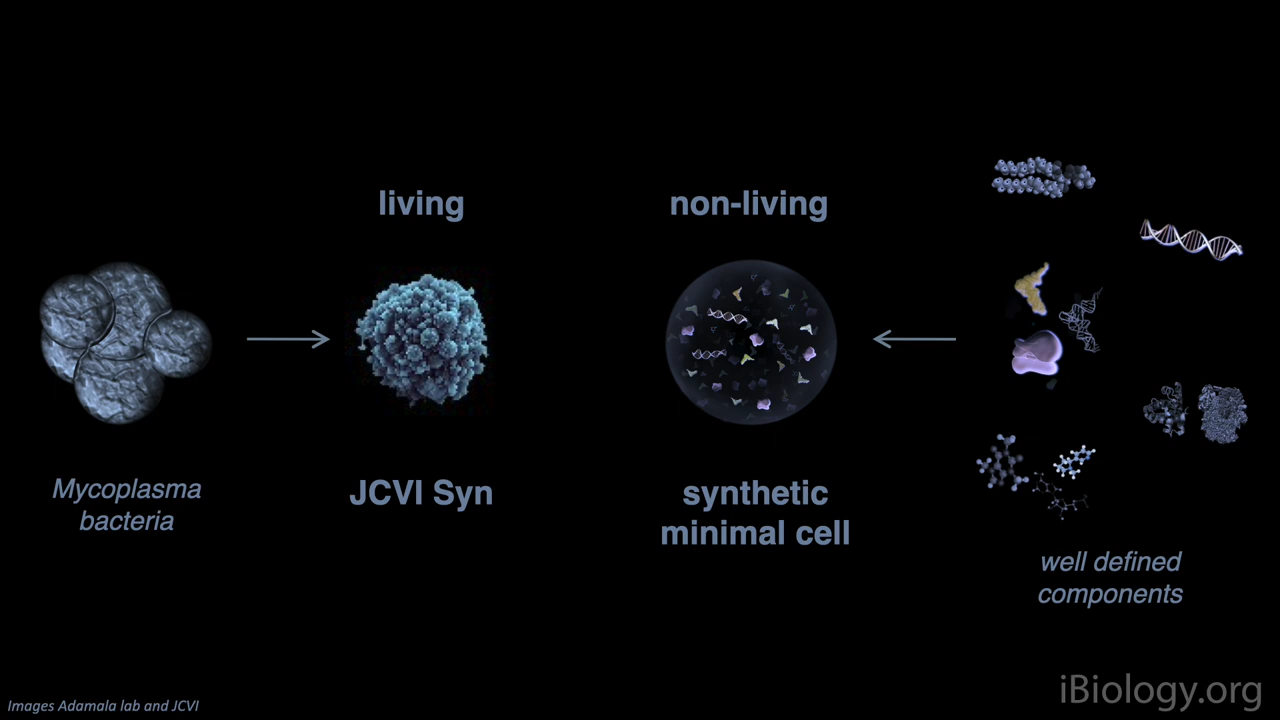 living
non-living
Mycoplasma
bacteria
JCVI Syn
synthetic
minimal cell
well defined
components
Images Adamala lab and JCVI
iBiology.org